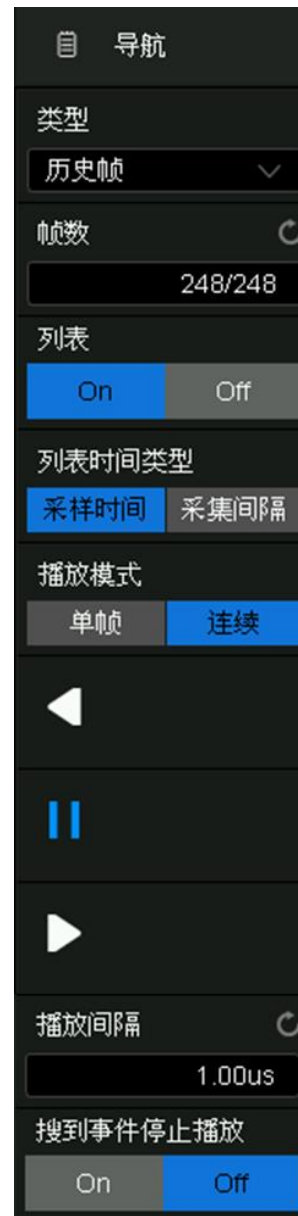 导航
类型
历史帧
帧数
248/248
列表
On Off
列表时间类型
采样时间 采集间隔
播放模式
单帧 连续
播放间隔
1.00us
搜到事件停止播放
On Off